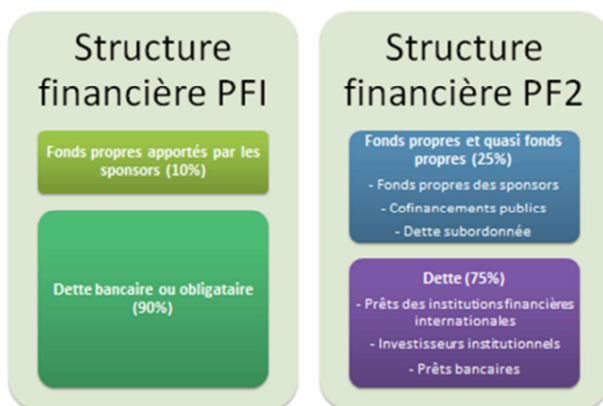 Structure
financière PFI
Fonds propres apportés par les
sponsors (10%)
Dette bancaire ou obligataire
(90%)
Structure
financière PF2
Fonds propres et quasi fonds
propres (25%)
- Fonds propres des sponsors
- Cofinancements publics
- Dette subordonnée
Dette (75%)
- Prêts des institutions financières
internationales
- Investisseurs institutionnels
- Prêts bancaires